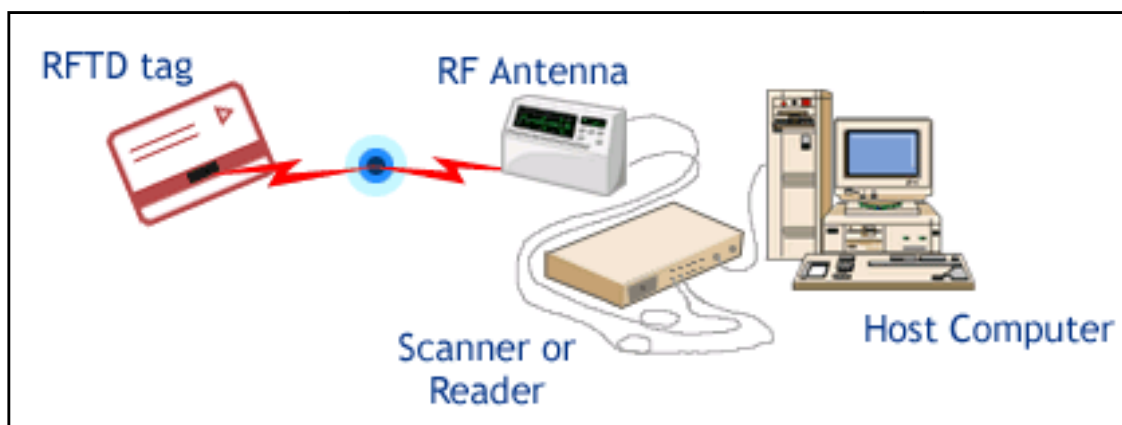 RFTD tag
RF Antenna
Scanner or
Reader
Host Computer